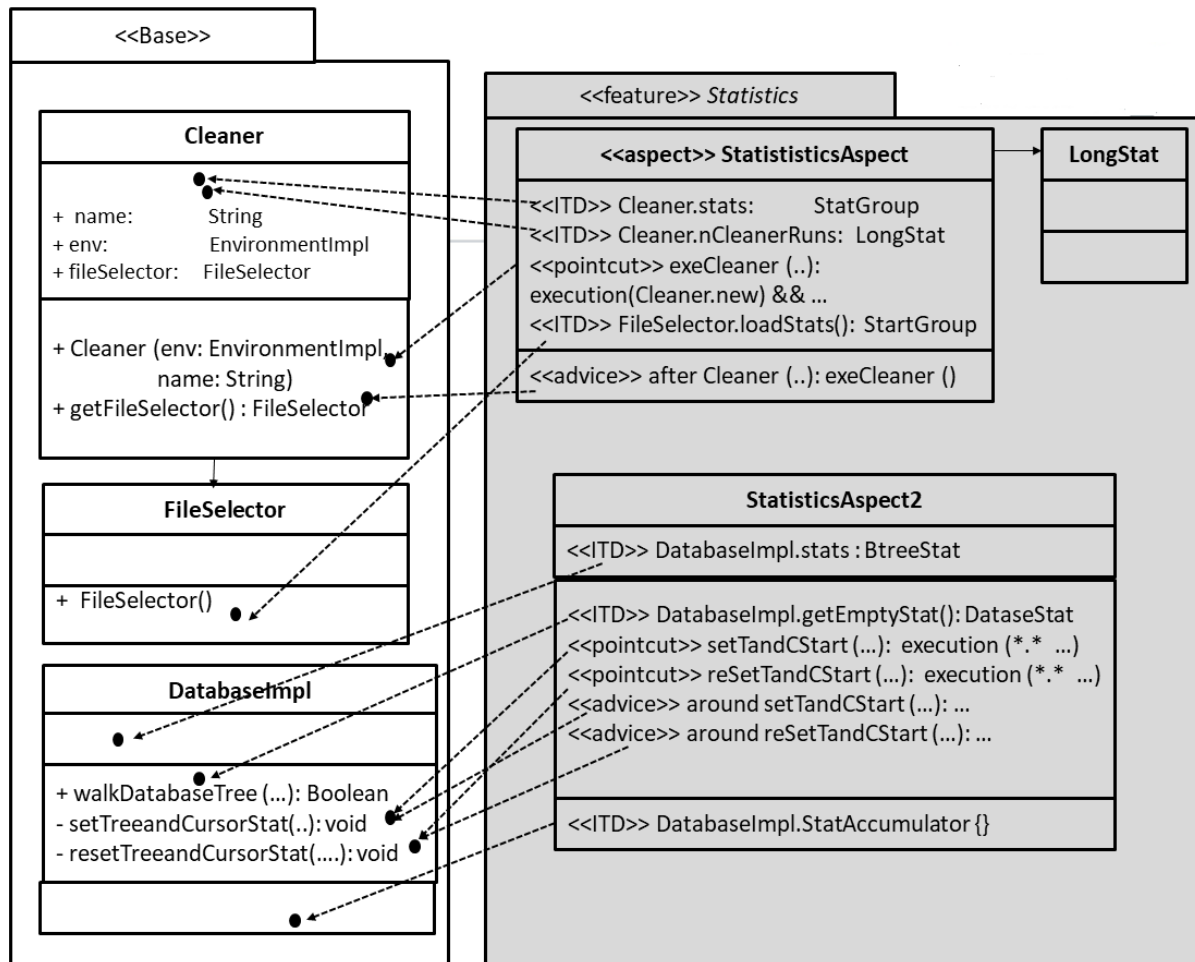 <<Base>>
Cleaner
+ name: String
+ env: EnvironmentImpl
+ fileSelector: FileSelector
+ Cleaner (env: EnvironmentImpl,
name: String)
+ getFileSelector() : FileSelector
FileSelector
+ FileSelector()
DatabaseImpl
+ walkDatabaseTree (...): Boolean
- setTreeandCursorStat(..): void
- resetTreeandCursorStat(....): void
<<feature>> Statistics
<<aspect>> StatististicsAspect
<<ITD>> Cleaner.stats: StatGroup
<<ITD>> Cleaner.nCleanerRuns: LongStat
<<pointcut>> exeCleaner (..):
execution(Cleaner.new) && ...
<<ITD>> FileSelector.loadStats(): StartGroup
<<advice>> after Cleaner (..): exeCleaner ()
LongStat
StatisticsAspect2
<<ITD>> DatabaseImpl.stats : BtreeStat
<<ITD>> DatabaseImpl.getEmptyStat(): DataseStat
<<pointcut>> setTandCStart (...): execution (*.* ...)
<<pointcut>> reSetTandCStart (...): execution (*.* ...)
<<advice>> around setTandCStart (...): ...
<<advice>> around reSetTandCStart (...): ...
<<ITD>> DatabaseImpl.StatAccumulator {}